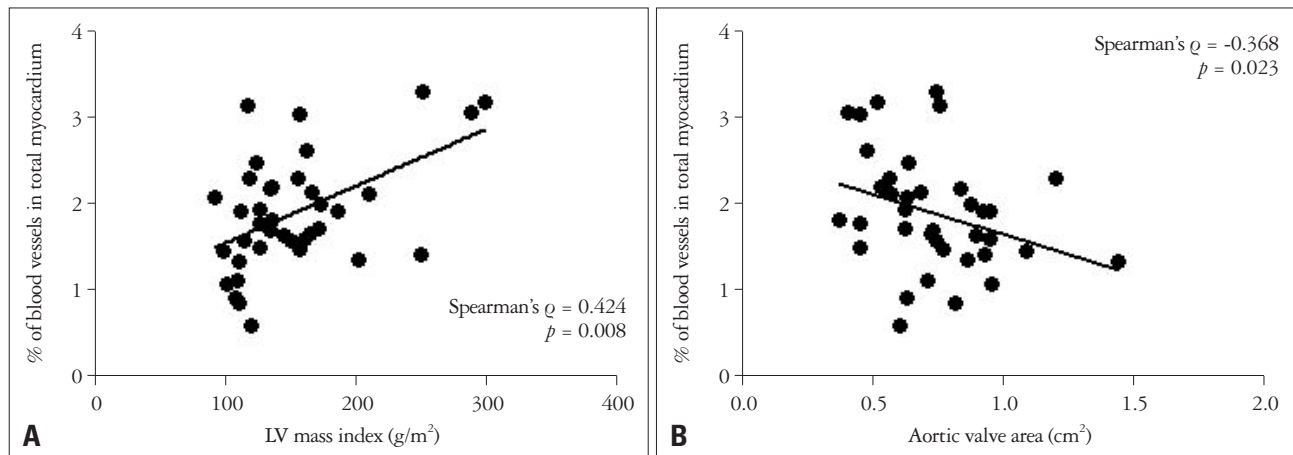 % of blood vessels in total myocardium
4
3
2
1
0
0
100
200
300
400
LV mass index (g/m²)
Spearman's ϱ = 0.424
p = 0.008
A
% of blood vessels in total myocardium
4
3
2
1
0
0.0
0.5
1.0
1.5
2.0
Aortic valve area (cm²)
Spearman's ϱ = -0.368
p = 0.023
B